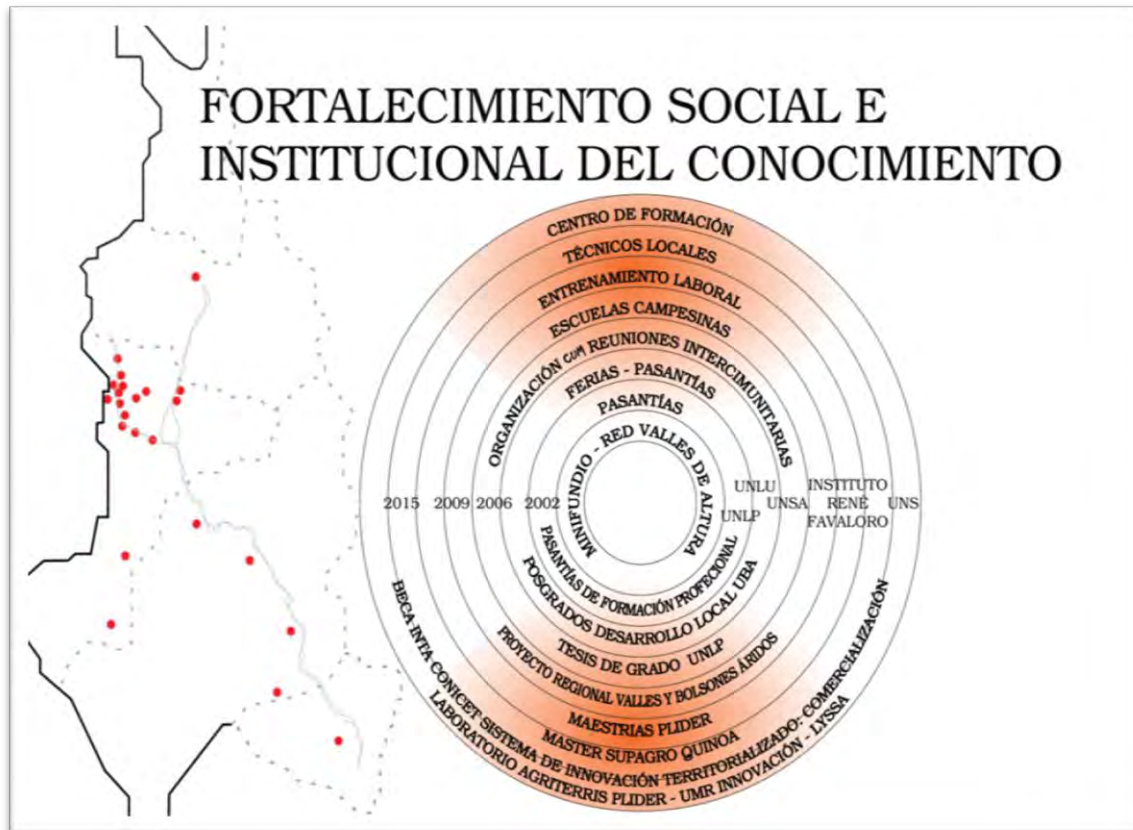 FORTALECIMIENTO SOCIAL E
INSTITUCIONAL DEL CONOCIMIENTO
CENTRO DE FORMACIÓN
TÉCNICOS LOCALES
ENTRENAMIENTO LABORAL
ESCUELAS CAMPESINAS
ORGANIZACIÓN com REUNIONES INTERCIMUNITARIAS
FERIAS - PASANTÍAS
PASANTÍAS
MINIFUNDIO - RED VALLES DE ALTURA
2015
2009
2006
2002
UNLU
UNLP
UNSA
INSTITUTO
RENÉ
FAVALORO
UNS
PASANTÍAS DE FORMACIÓN PROFECIONAL
POSGRADOS DESARROLLO LOCAL UBA
TESIS DE GRADO UNLP
PROYECTO REGIONAL VALLES Y BOLSONES ÁRIDOS
MAESTRIAS PLIDER
MASTER SUPAGRO QUINOA
BECA INTA CONICET SISTEMA DE INNOVACIÓN TERRITORIALIZADO: COMERCIALIZACIÓN
LABORATORIO AGRITERRIS PLIDER - UMR INNOVACIÓN - LYSSA